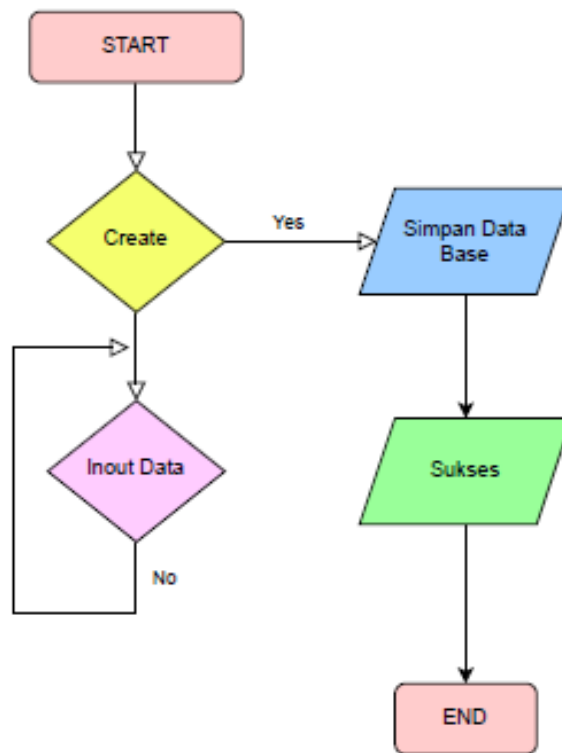 START
Create
Yes
Simpan Data
Base
Inout Data
No
Sukses
END